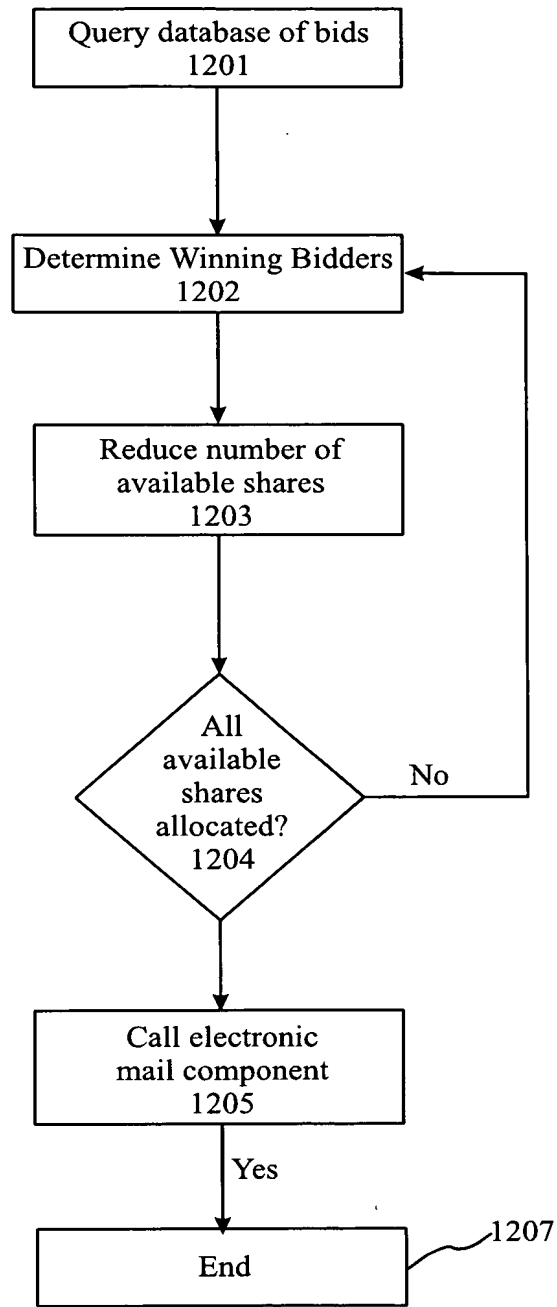 Query database of bids
1201
Determine Winning Bidders
1202
Reduce number of
available shares
1203
All
available
shares
allocated?
1204
No
Call electronic
mail component
1205
Yes
1207
End